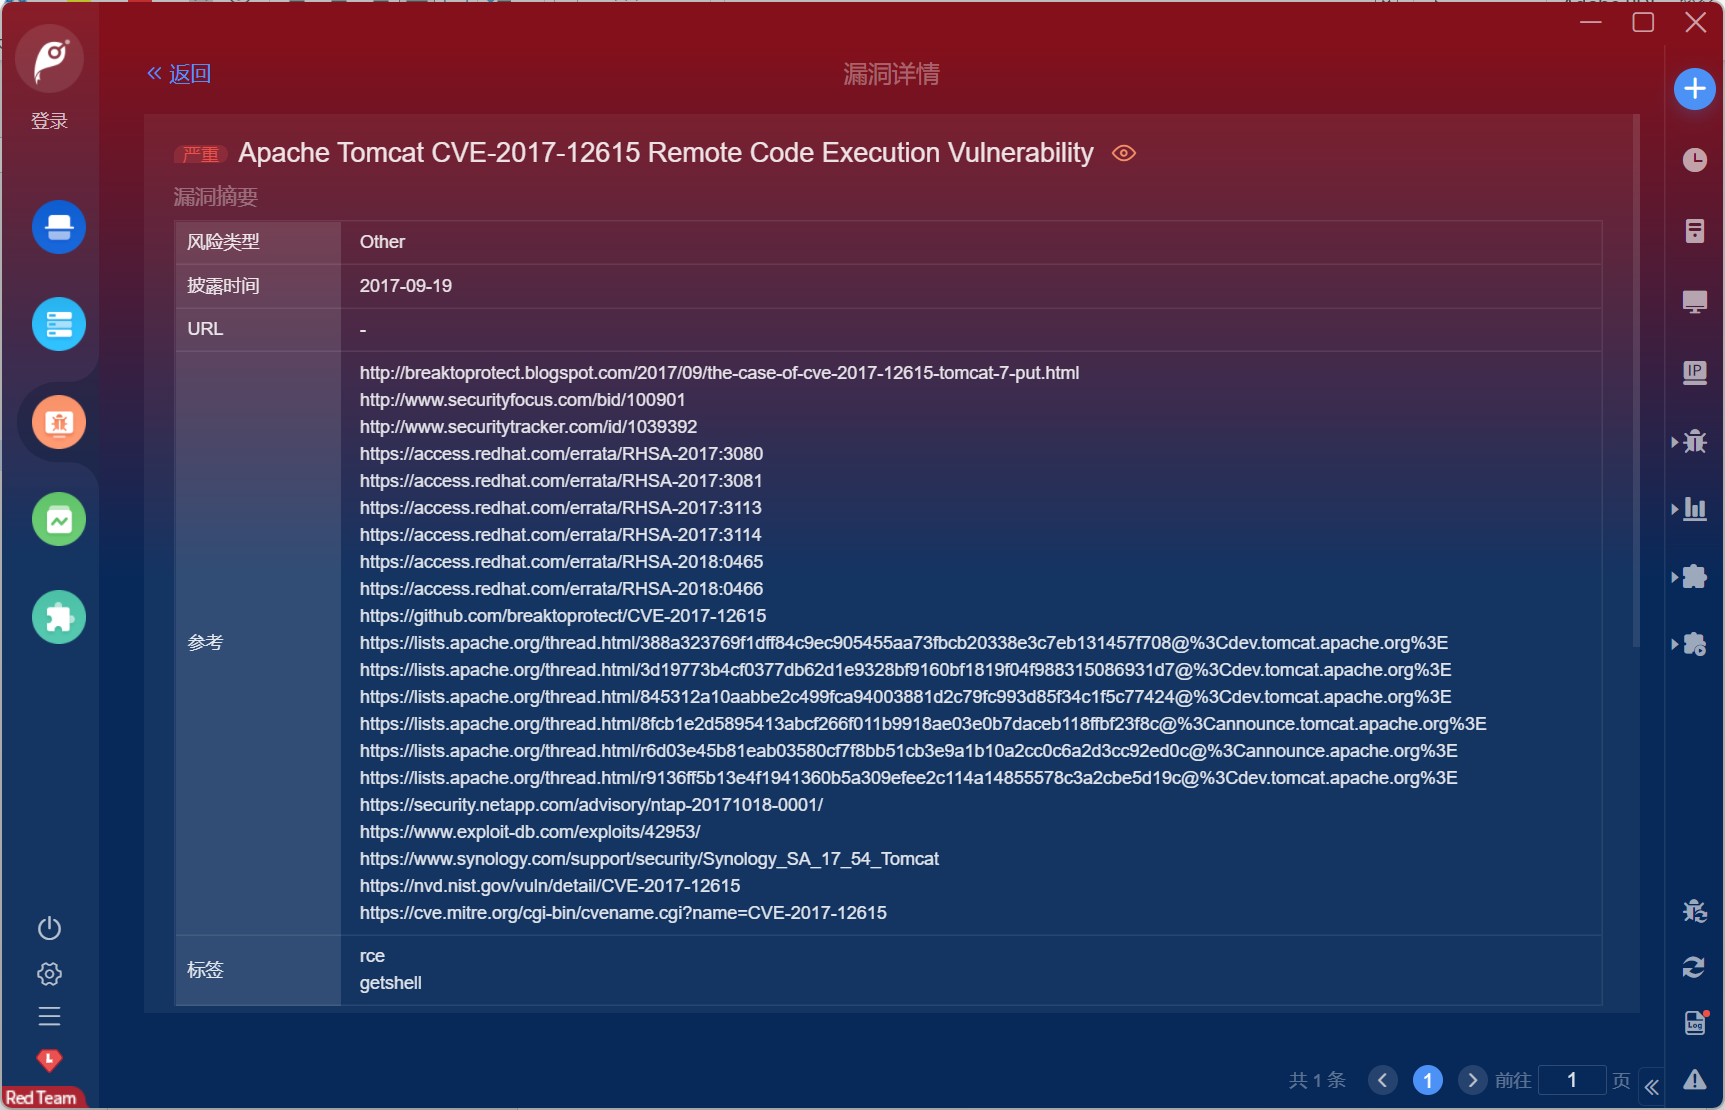 登录
« 返回
漏洞详情
严重 Apache Tomcat CVE-2017-12615 Remote Code Execution Vulnerability
漏洞摘要
风险类型 Other
披露时间 2017-09-19
URL -
参考
http://breaktoprotect.blogspot.com/2017/09/the-case-of-cve-2017-12615-tomcat-7-put.html
http://www.securityfocus.com/bid/100901
http://www.securitytracker.com/id/1039392
https://access.redhat.com/errata/RHSA-2017:3080
https://access.redhat.com/errata/RHSA-2017:3081
https://access.redhat.com/errata/RHSA-2017:3113
https://access.redhat.com/errata/RHSA-2017:3114
https://access.redhat.com/errata/RHSA-2018:0465
https://access.redhat.com/errata/RHSA-2018:0466
https://github.com/breaktoprotect/CVE-2017-12615
https://lists.apache.org/thread.html/388a323769f1dff84c9ec905455aa73fbcb20338e3c7eb131457f708@%3Cdev.tomcat.apache.org%3E
https://lists.apache.org/thread.html/3d19773b4cf0377db62d1e9328bf9160bf1819f04f988315086931d7@%3Cdev.tomcat.apache.org%3E
https://lists.apache.org/thread.html/845312a10aabbe2c499fca94003881d2c79fc993d85f34c1f5c77424@%3Cdev.tomcat.apache.org%3E
https://lists.apache.org/thread.html/8fcb1e2d5895413abcf266f011b9918ae03e0b7daceb118ffbf23f8c@%3Cannounce.tomcat.apache.org%3E
https://lists.apache.org/thread.html/r6d03e45b81eab03580cf7f8bb51cb3e9a1b10a2cc0c6a2d3cc92ed0c@%3Cannounce.apache.org%3E
https://lists.apache.org/thread.html/r9136ff5b13e4f1941360b5a309efee2c114a14855578c3a2cbe5d19c@%3Cdev.tomcat.apache.org%3E
https://security.netapp.com/advisory/ntap-20171018-0001/
https://www.exploit-db.com/exploits/42953/
https://www.synology.com/support/security/Synology_SA_17_54_Tomcat
https://nvd.nist.gov/vuln/detail/CVE-2017-12615
https://cve.mitre.org/cgi-bin/cvename.cgi?name=CVE-2017-12615
标签
rce
getshell
共 1 条 1 前往 1 页
IP
Log
Red Team